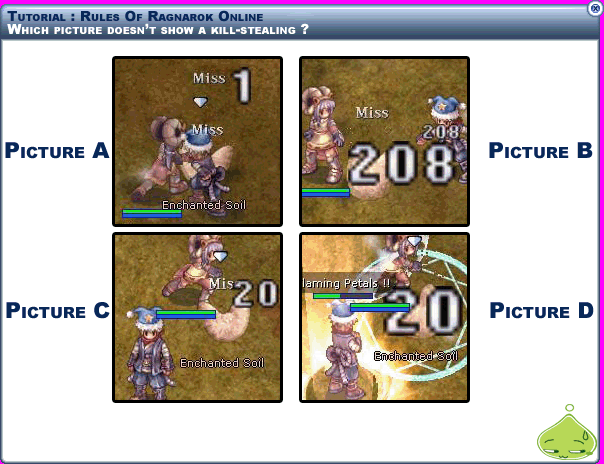 Tutorial : Rules Of Ragnarok Online
Which picture doesn't show a kill-stealing ?
Miss 1
Miss
Enchanted Soil
Picture A
Miss
208
208
Picture B
Miss
20
Enchanted Soil
Picture C
laming Petals !!
20
Enchanted Soil
Picture D